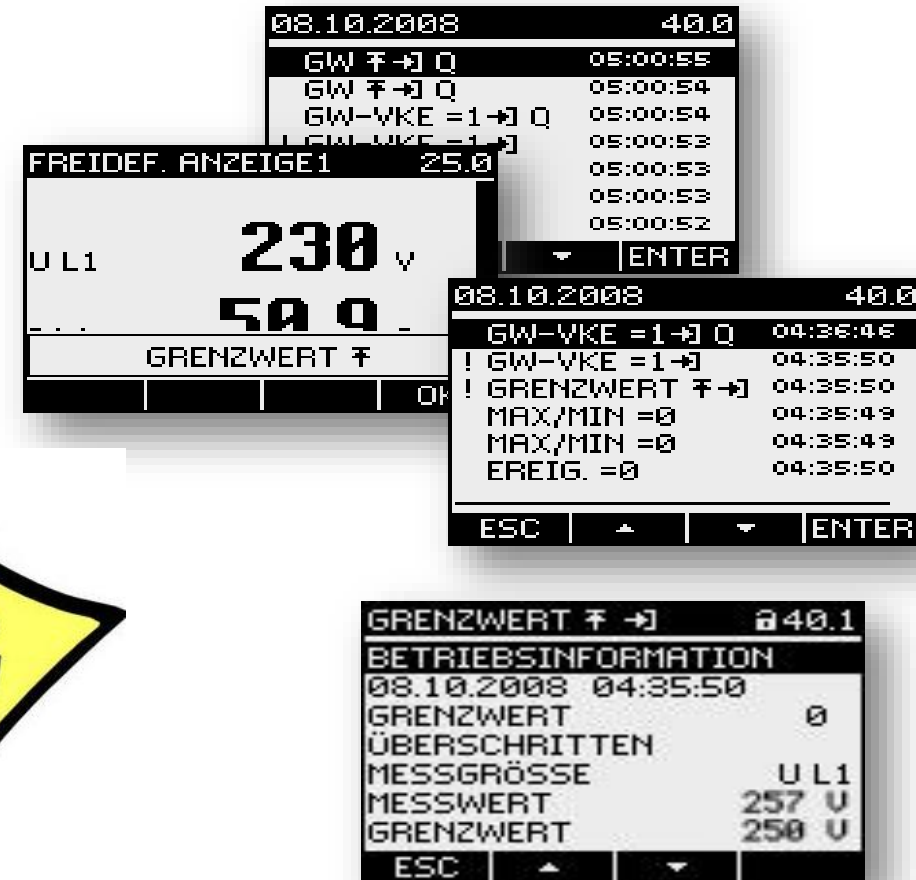 08.10.2008 40.0
GW ⤒ →] Q 05:00:55
GW ⤒ →] Q 05:00:54
GW-VKE =1 →] Q 05:00:54
! GW-VKE =1 →] 05:00:53
05:00:53
05:00:53
05:00:52
ENTER
FREIDEF. ANZEIGE1 25.0
U L1 230 V
50.9
GRENZWERT ⤒
OK
08.10.2008 40.0
GW-VKE =1 →] Q 04:36:46
! GW-VKE =1 →] 04:35:50
! GRENZWERT ⤒ →] 04:35:50
MAX/MIN =0 04:35:49
MAX/MIN =0 04:35:49
EREIG. =0 04:35:50
ESC ▲ ▼ ENTER
GRENZWERT ⤒ →] 40.1
BETRIEBSINFORMATION
08.10.2008 04:35:50
GRENZWERT 0
ÜBERSCHRITTEN
MESSGRÖSSE U L1
MESSWERT 257 V
GRENZWERT 250 V
ESC ▲ ▼